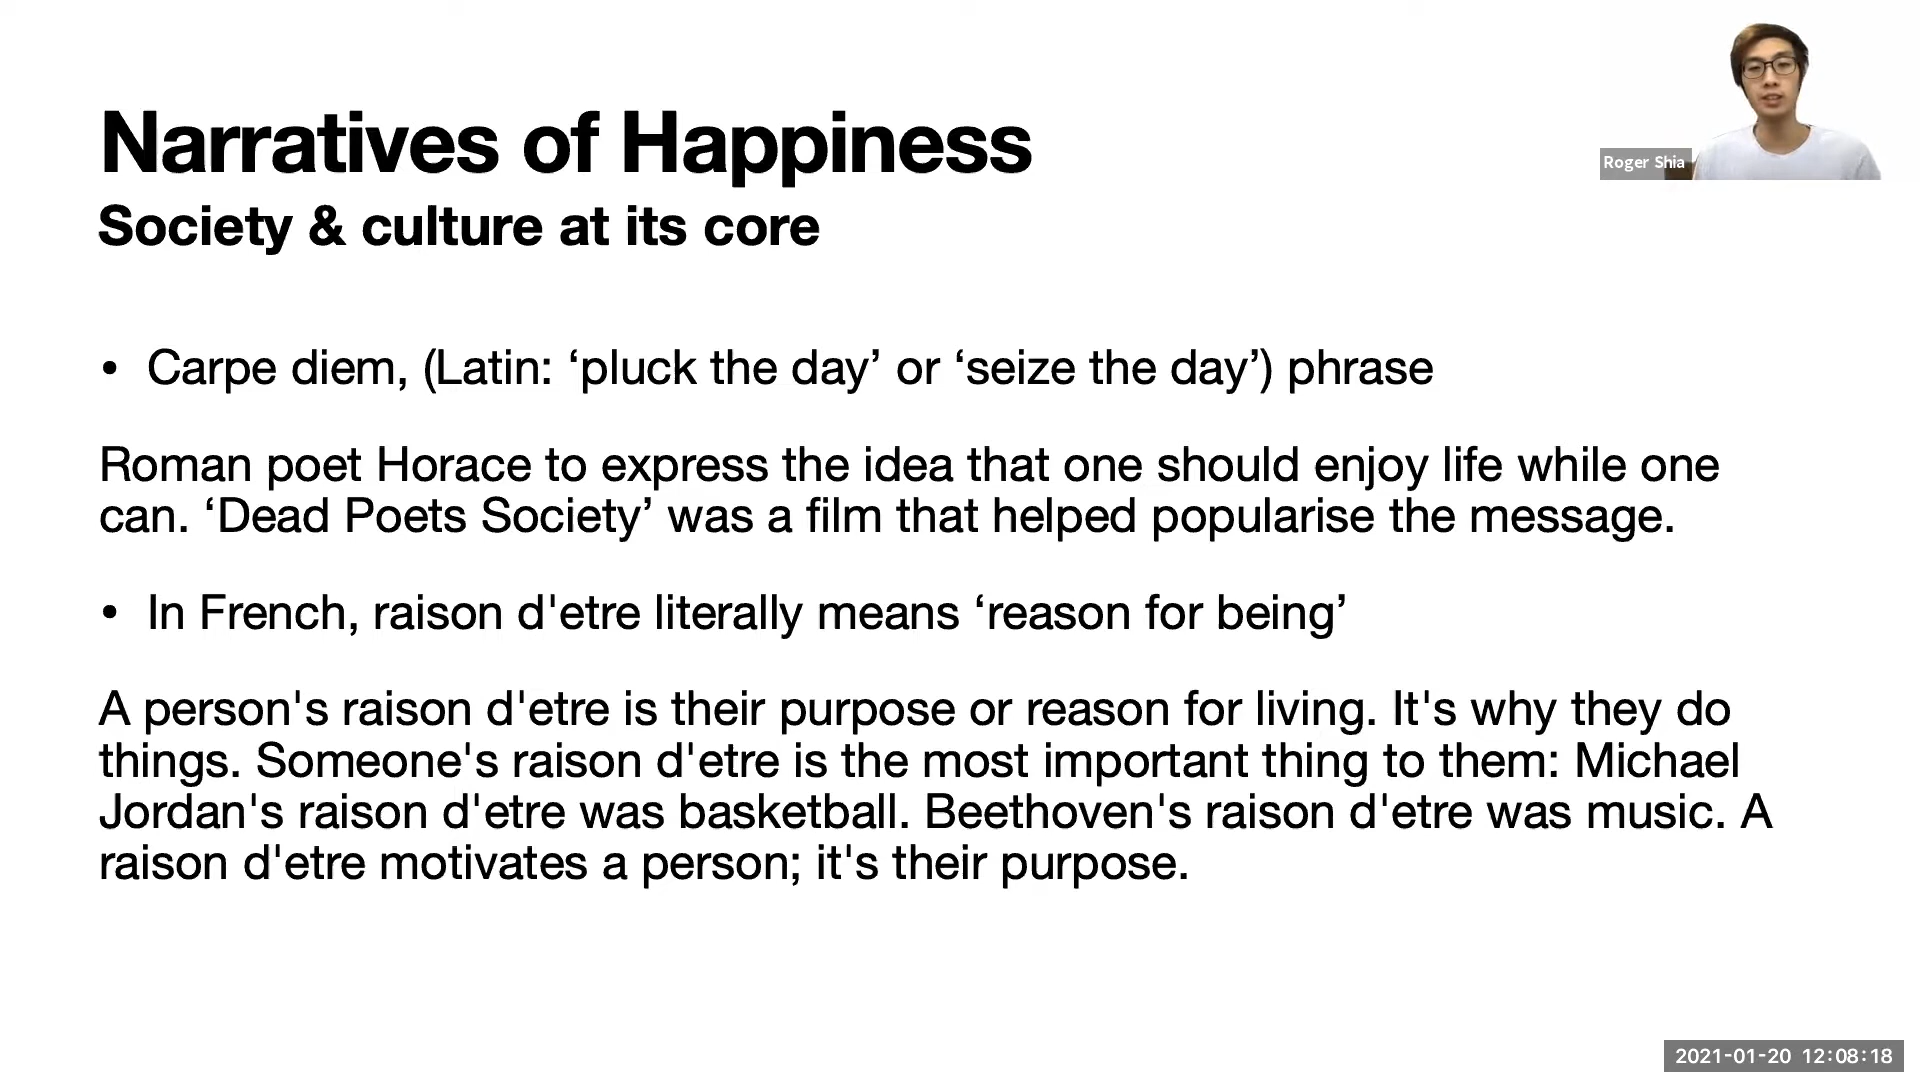 Narratives of Happiness
Society & culture at its core
Roger Shia
• Carpe diem, (Latin: ‘pluck the day’ or ‘seize the day’) phrase
Roman poet Horace to express the idea that one should enjoy life while one
can. ‘Dead Poets Society’ was a film that helped popularise the message.
• In French, raison d'etre literally means ‘reason for being’
A person's raison d'etre is their purpose or reason for living. It's why they do
things. Someone's raison d'etre is the most important thing to them: Michael
Jordan's raison d'etre was basketball. Beethoven's raison d'etre was music. A
raison d'etre motivates a person; it's their purpose.
2021-01-20 12:08:18